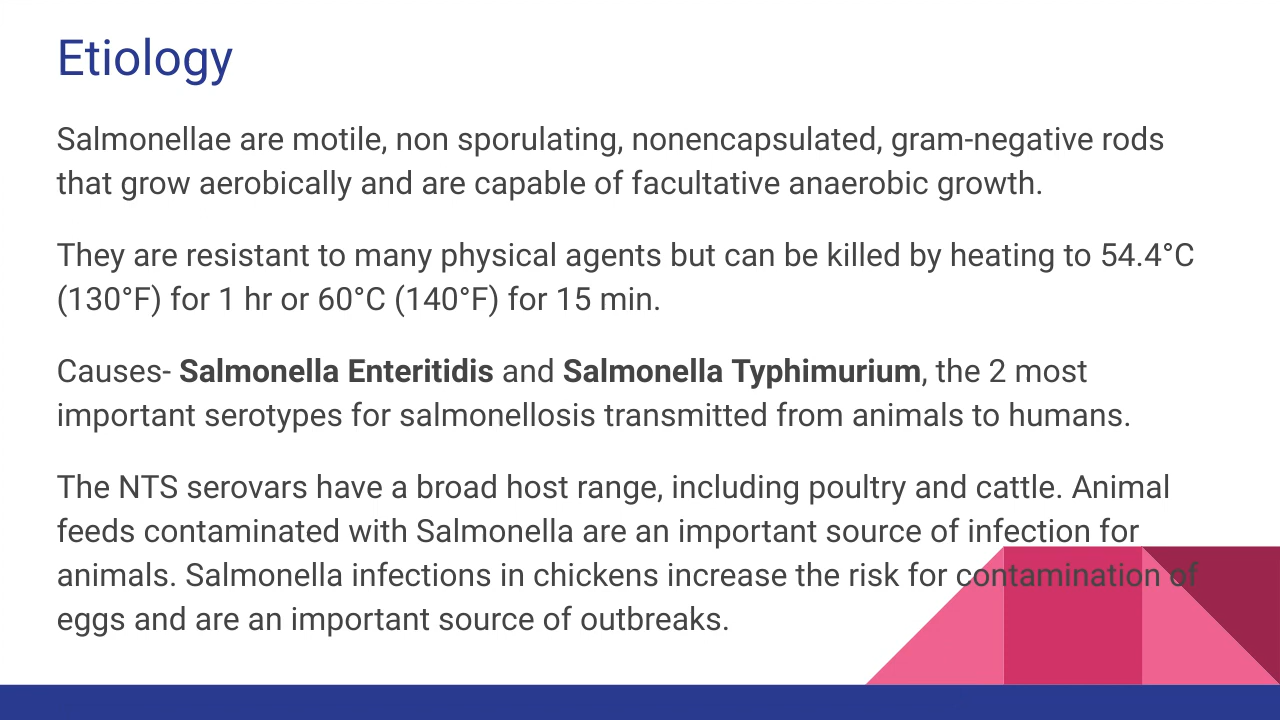 Etiology
Salmonellae are motile, non sporulating, nonencapsulated, gram-negative rods
that grow aerobically and are capable of facultative anaerobic growth.
They are resistant to many physical agents but can be killed by heating to 54.4°C
(130°F) for 1 hr or 60°C (140°F) for 15 min.
Causes- Salmonella Enteritidis and Salmonella Typhimurium, the 2 most
important serotypes for salmonellosis transmitted from animals to humans.
The NTS serovars have a broad host range, including poultry and cattle. Animal
feeds contaminated with Salmonella are an important source of infection for
animals. Salmonella infections in chickens increase the risk for contamination of
eggs and are an important source of outbreaks.